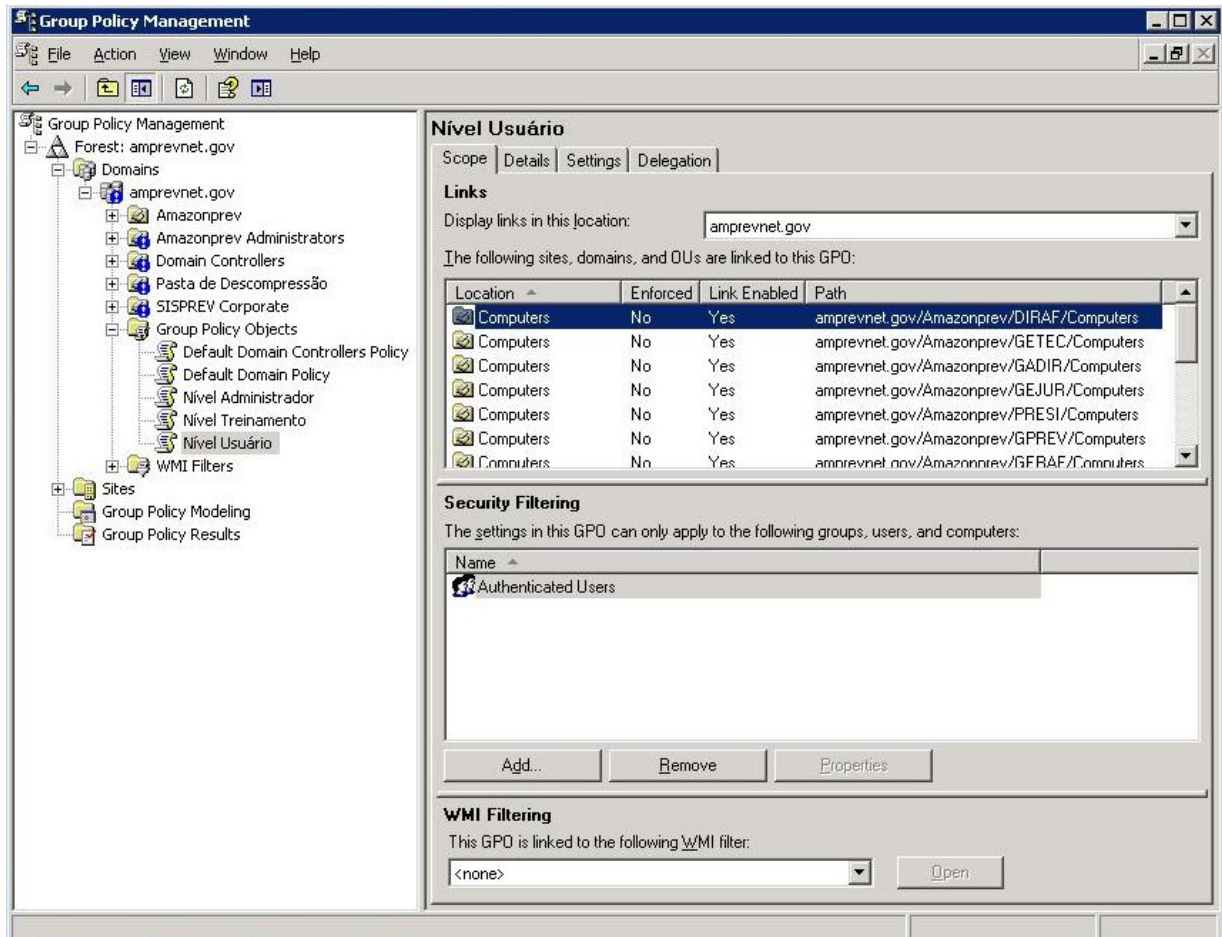 Group Policy Management
File Action View Window Help
Group Policy Management
Forest: amprevnet.gov
Domains
amprevnet.gov
Amazonprev
Amazonprev Administrators
Domain Controllers
Pasta de Descompressão
SISPREV Corporate
Group Policy Objects
Default Domain Controllers Policy
Default Domain Policy
Nível Administrador
Nível Treinamento
Nível Usuário
WMI Filters
Sites
Group Policy Modeling
Group Policy Results
Nível Usuário
Scope Details Settings Delegation
Links
Display links in this location: amprevnet.gov
The following sites, domains, and OUs are linked to this GPO:
Location Enforced Link Enabled Path
Computers No Yes amprevnet.gov/Amazonprev/DIRAF/Computers
Computers No Yes amprevnet.gov/Amazonprev/GETEC/Computers
Computers No Yes amprevnet.gov/Amazonprev/GADIR/Computers
Computers No Yes amprevnet.gov/Amazonprev/GEJUR/Computers
Computers No Yes amprevnet.gov/Amazonprev/PRESI/Computers
Computers No Yes amprevnet.gov/Amazonprev/GPREV/Computers
Computers No Yes amprevnet.gov/Amazonprev/GERAF/Computers
Security Filtering
The settings in this GPO can only apply to the following groups, users, and computers:
Name
Authenticated Users
Add... Remove Properties
WMI Filtering
This GPO is linked to the following WMI filter:
<none> Open